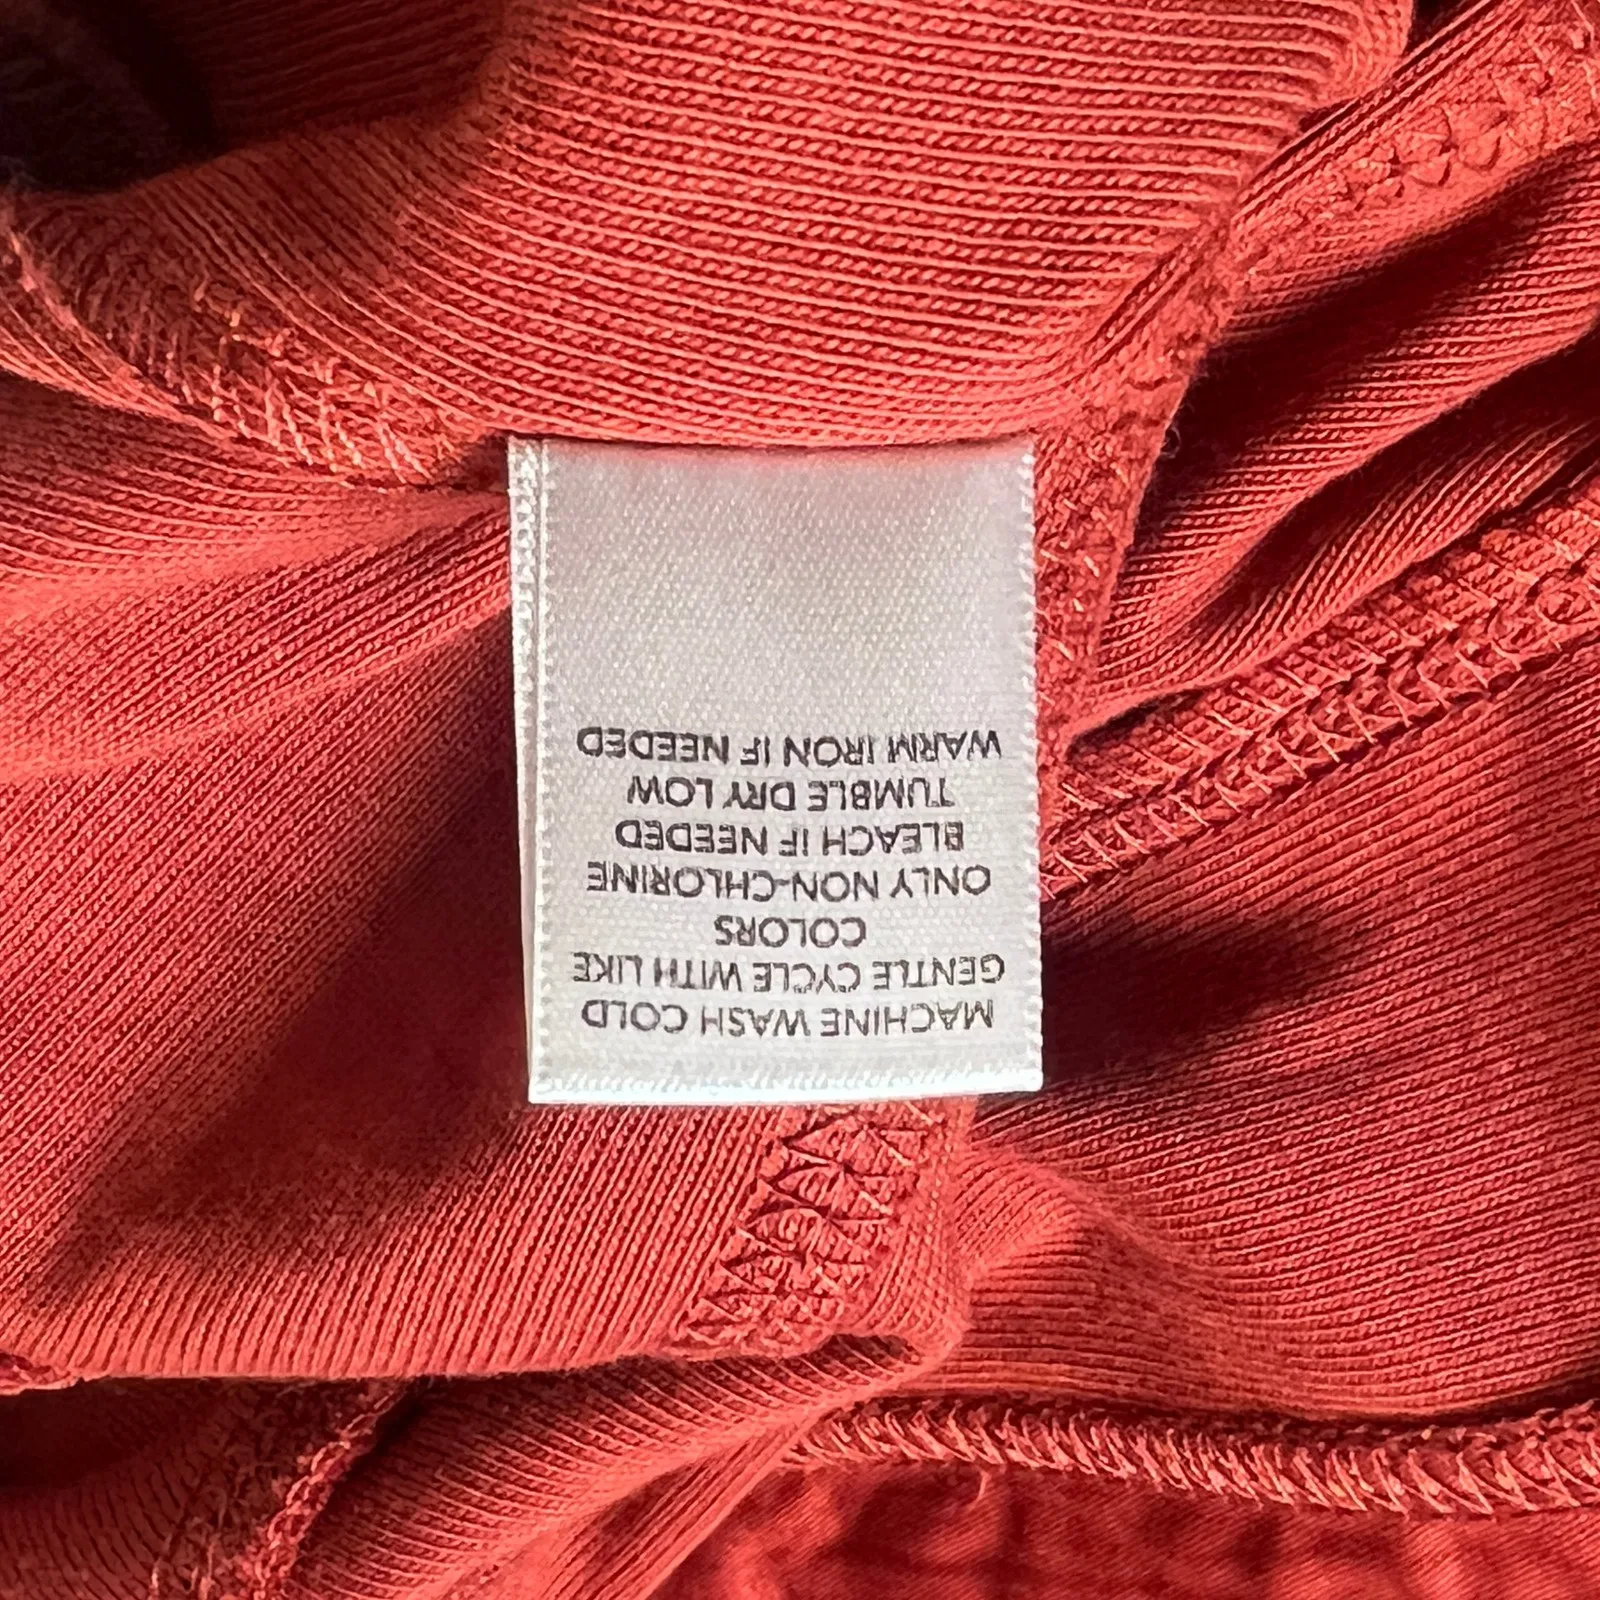 MACHINE WASH COLD
GENTLE CYCLE WITH LIKE
COLORS
ONLY NON-CHLORINE
BLEACH IF NEEDED
TUMBLE DRY LOW
WARM IRON IF NEEDED